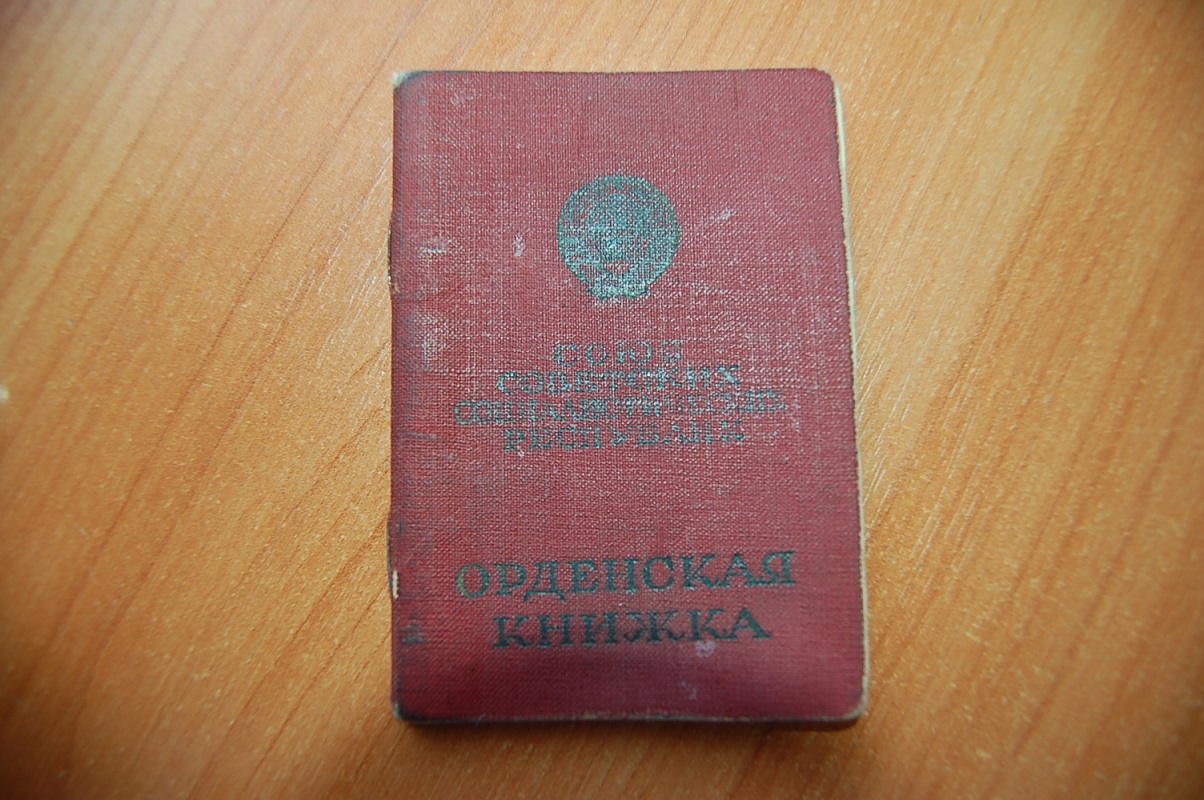 СОЮЗ
СОВЕТСКИХ
СОЦИАЛИСТИЧЕСКИХ
РЕСПУБЛИК
ОРДЕНСКАЯ
КНИЖКА